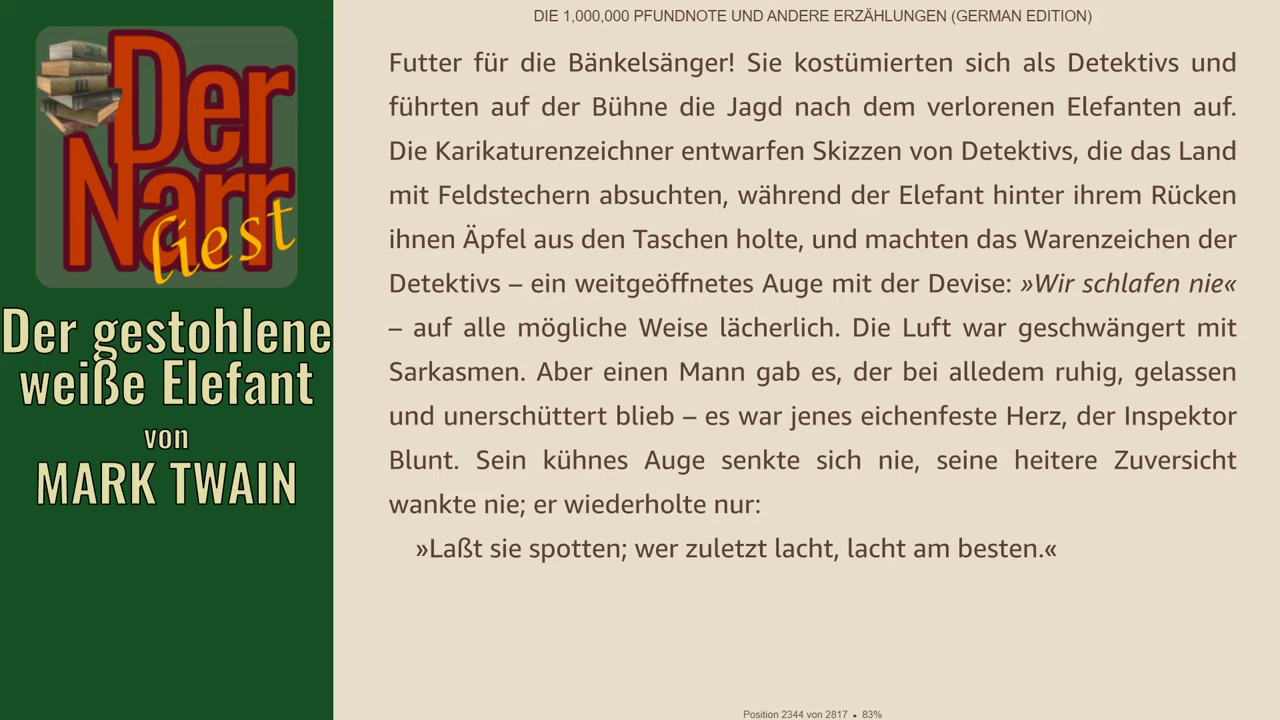 Der
Narr
liest
Der gestohlene
weiße Elefant
von
MARK TWAIN
DIE 1,000,000 PFUNDNOTE UND ANDERE ERZÄHLUNGEN (GERMAN EDITION)
Futter für die Bänkelsänger! Sie kostümierten sich als Detektivs und
führten auf der Bühne die Jagd nach dem verlorenen Elefanten auf.
Die Karikaturenzeichner entwarfen Skizzen von Detektivs, die das Land
mit Feldstechern absuchten, während der Elefant hinter ihrem Rücken
ihnen Äpfel aus den Taschen holte, und machten das Warenzeichen der
Detektivs – ein weitgeöffnetes Auge mit der Devise: »Wir schlafen nie«
– auf alle mögliche Weise lächerlich. Die Luft war geschwängert mit
Sarkasmen. Aber einen Mann gab es, der bei alledem ruhig, gelassen
und unerschüttert blieb – es war jenes eichenfeste Herz, der Inspektor
Blunt. Sein kühnes Auge senkte sich nie, seine heitere Zuversicht
wankte nie; er wiederholte nur:
»Laßt sie spotten; wer zuletzt lacht, lacht am besten.«
Position 2344 von 2817 • 83%